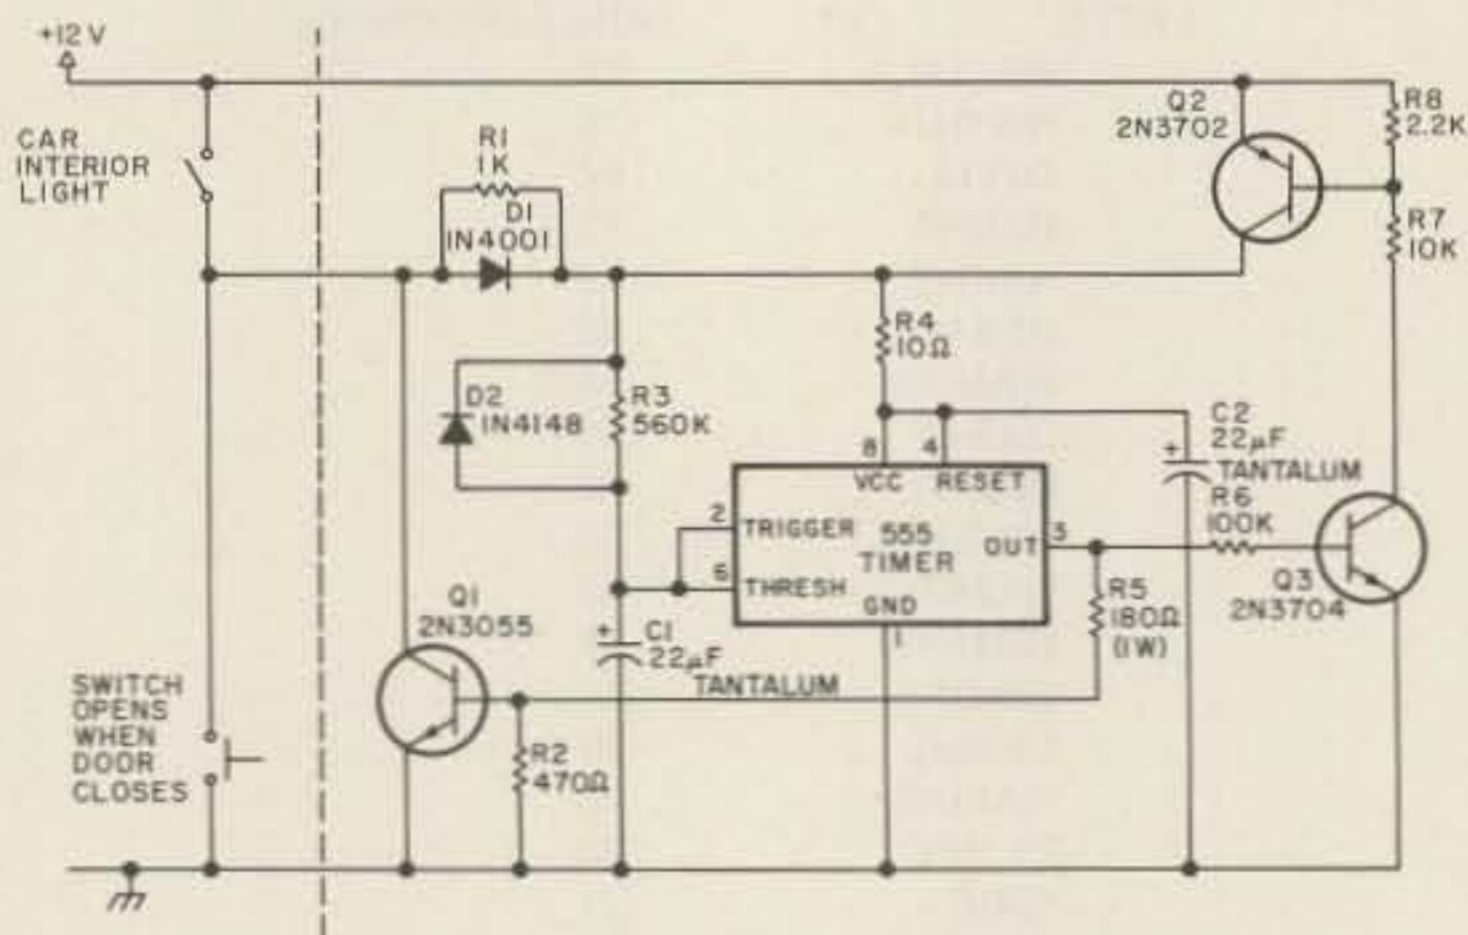 +12 V
CAR
INTERIOR
LIGHT
R1
1K
D1
1N4001
Q2
2N3702
R8
2.2K
R7
10K
R4
10Ω
D2
1N4148
R3
560K
C2
22μF
TANTALUM
8
4
VCC
RESET
2
TRIGGER
555
TIMER
OUT
3
6
THRESH
GND
1
R6
100K
Q3
2N3704
R5
180Ω
(1W)
Q1
2N3055
+
C1
22μF
TANTALUM
+
R2
470Ω
SWITCH
OPENS
WHEN
DOOR
CLOSES